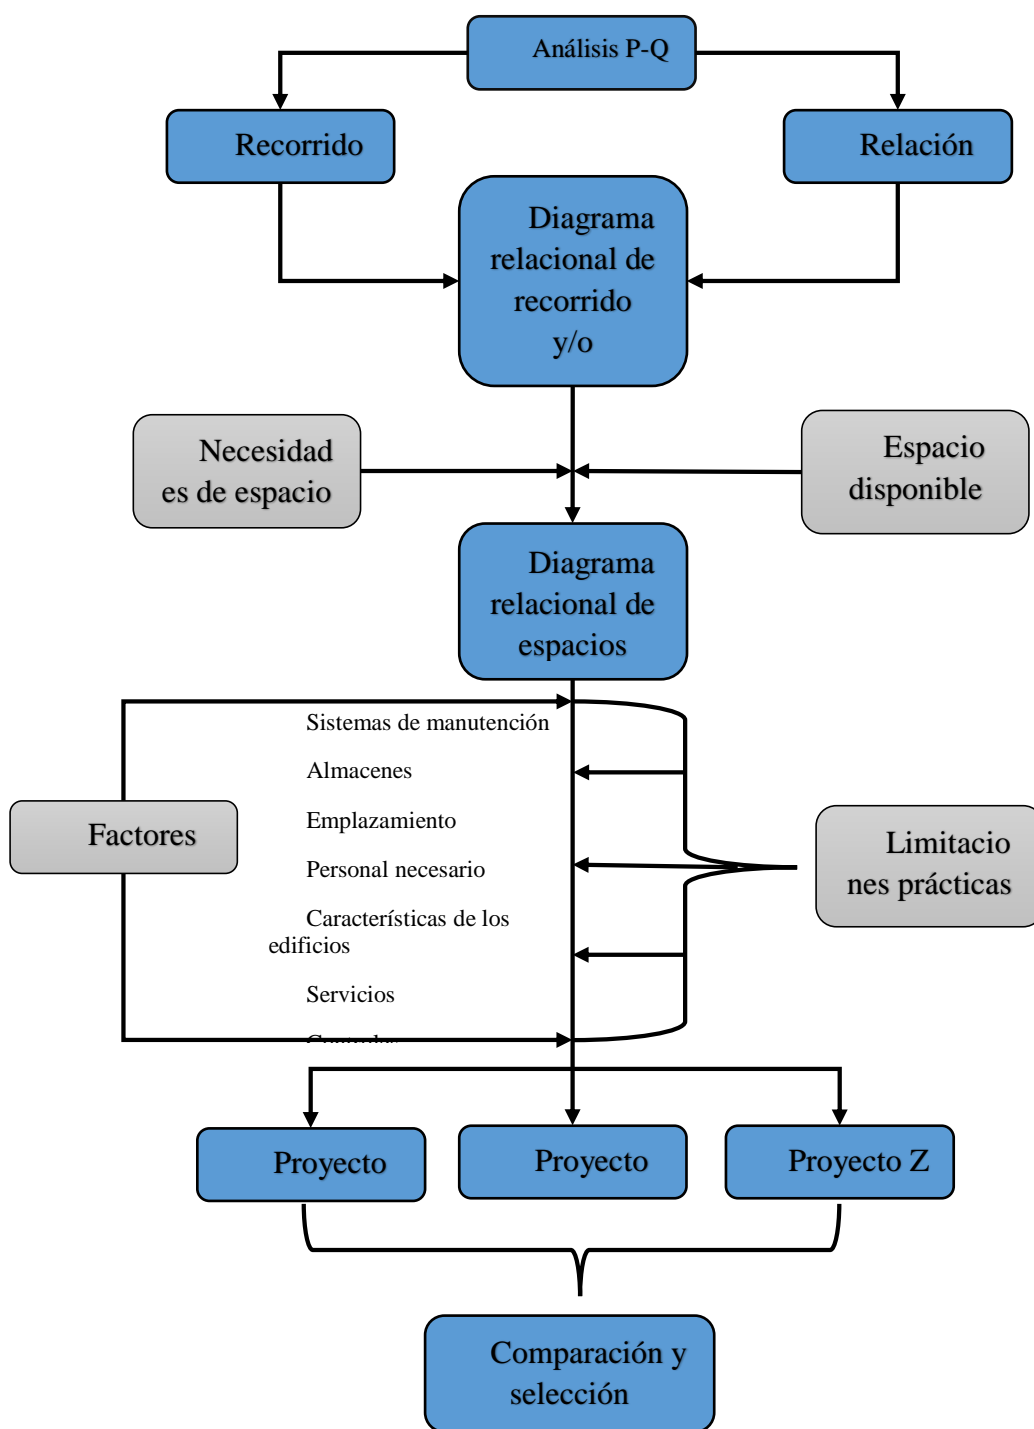 Análisis P-Q
Recorrido
Relación
Diagrama
relacional de
recorrido
y/o
Necesidad
es de espacio
Espacio
disponible
Diagrama
relacional de
espacios
Sistemas de manutención
Almacenes
Emplazamiento
Personal necesario
Característícas de los
edificios
Servicios
Factores
Limitacio
nes prácticas
Proyecto
Proyecto
Proyecto Z
Comparación y
selección